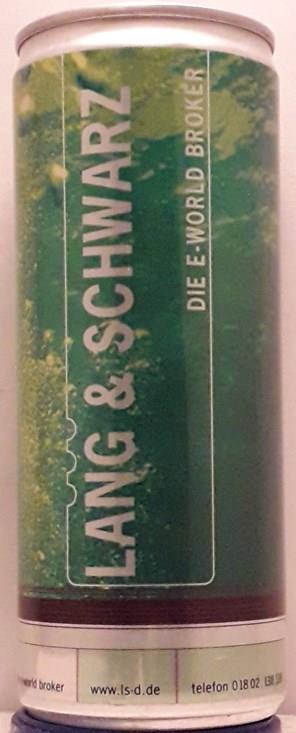 LANG & SCHWARZ
DIE E-WORLD BROKER
world broker
www.ls-d.de
telefon 0 18 02